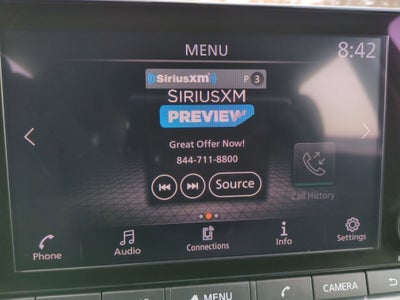 MENU
8:42
SiriusXM P 3
SIRIUSXM
PREVIEW
Great Offer Now!
844-711-8800
Source
Call History
Phone
Audio
Connections
Info
Settings
MENU
CAMERA